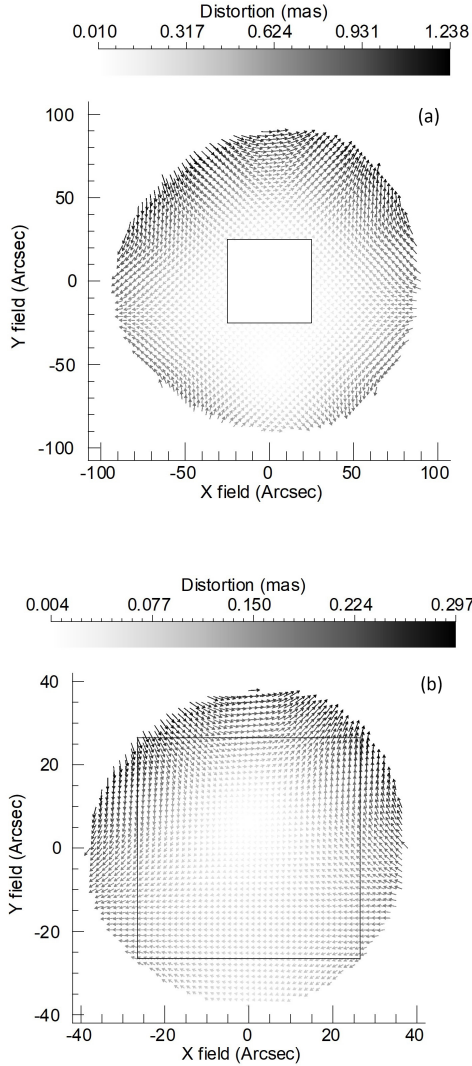 Distortion (mas)
0.010 0.317 0.624 0.931 1.238
(a)
100
50
0
-50
-100
Y field (Arcsec)
-100 -50 0 50 100
X field (Arcsec)
Distortion (mas)
0.004 0.077 0.150 0.224 0.297
(b)
40
20
0
-20
-40
Y field (Arcsec)
-40 -20 0 20 40
X field (Arcsec)